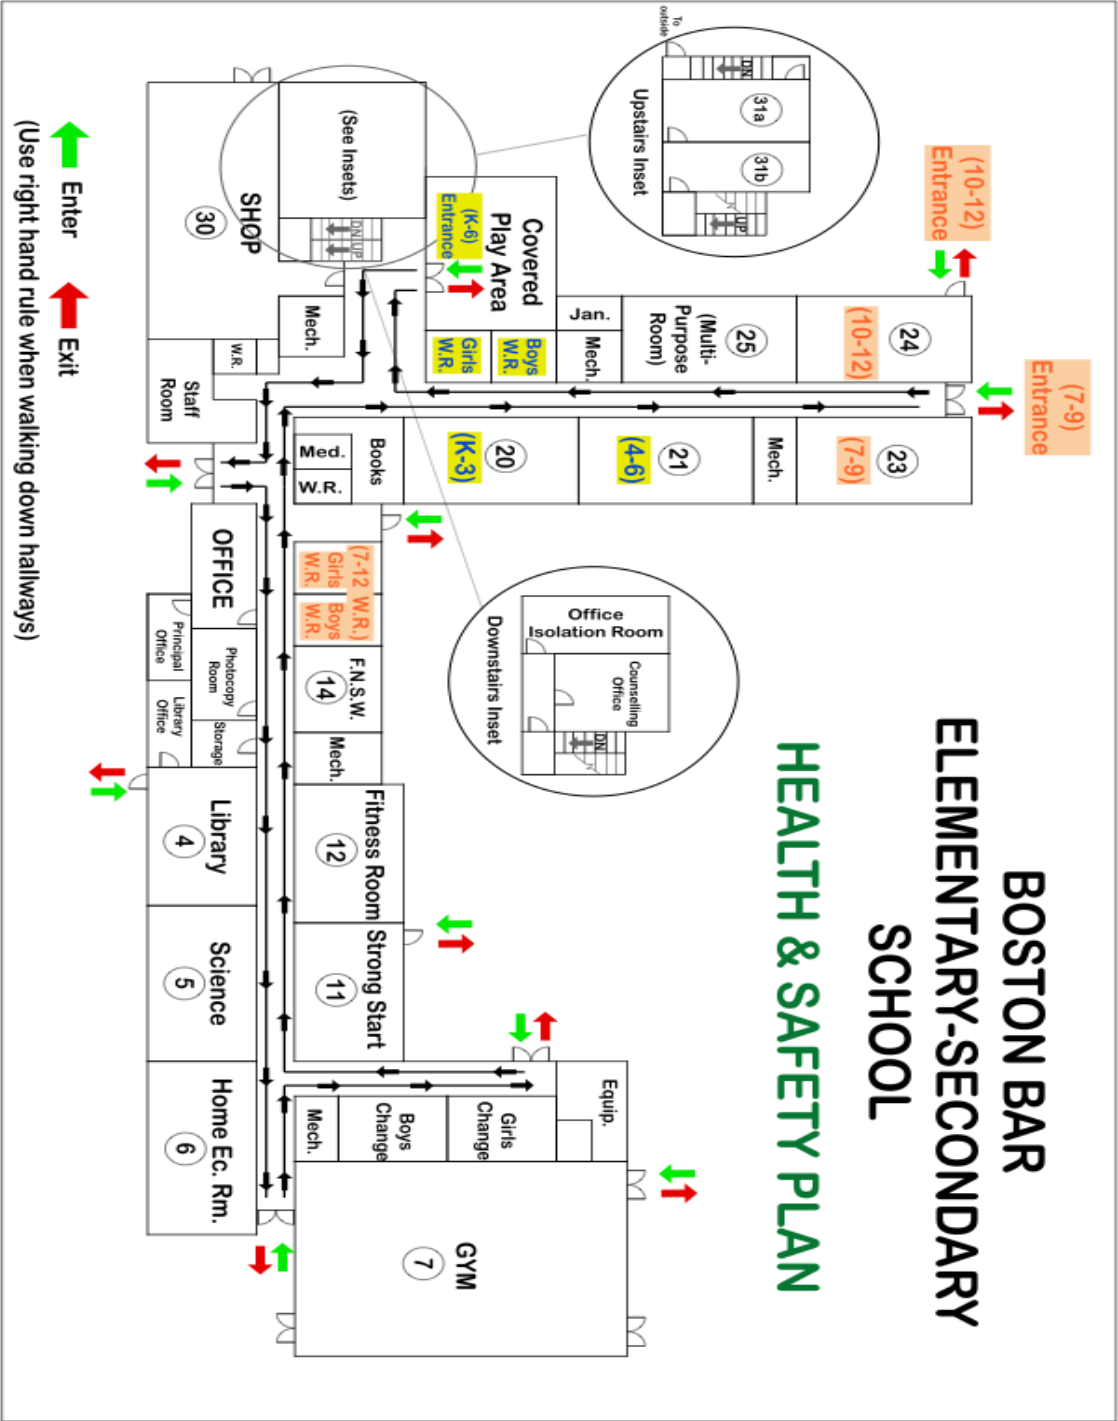 BOSTON BAR
ELEMENTARY-SECONDARY
SCHOOL
HEALTH & SAFETY PLAN
(10-12)
Entrance
(7-9)
Entrance
To
outside
DN
31a
31b
UP
Upstairs Inset
24
(10-12)
25
(Multi-
Purpose
Room)
Jan.
Mech.
Covered
Play Area
(K-6)
Entrance
Boys
W.R.
Girls
W.R.
23
(7-9)
Mech.
21
(4-6)
20
(K-3)
Books
Med.
W.R.
(See Insets)
DN
UP
SHOP
30
Mech.
W.R.
Staff
Room
Office
Isolation Room
Counselling
Office
DN
Downstairs Inset
(7-12 W.R.)
Girls
W.R.
Boys
W.R.
F.N.S.W.
14
Mech.
Fitness Room
12
Strong Start
11
Equip.
Girls
Change
Boys
Change
Mech.
GYM
7
OFFICE
Photocopy
Room
Storage
Principal
Office
Library
Office
Library
4
Science
5
Home Ec. Rm.
6
Enter
Exit
(Use right hand rule when walking down hallways)